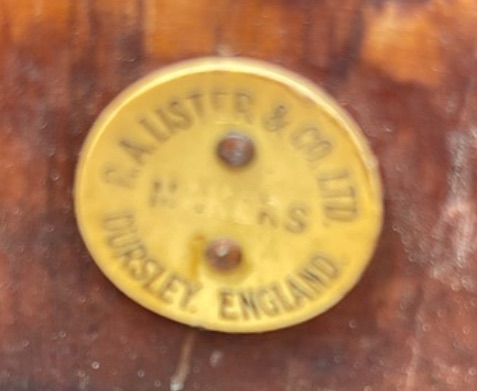 R.A. LISTER & CO. LTD.
MAKERS
DURSLEY. ENGLAND.